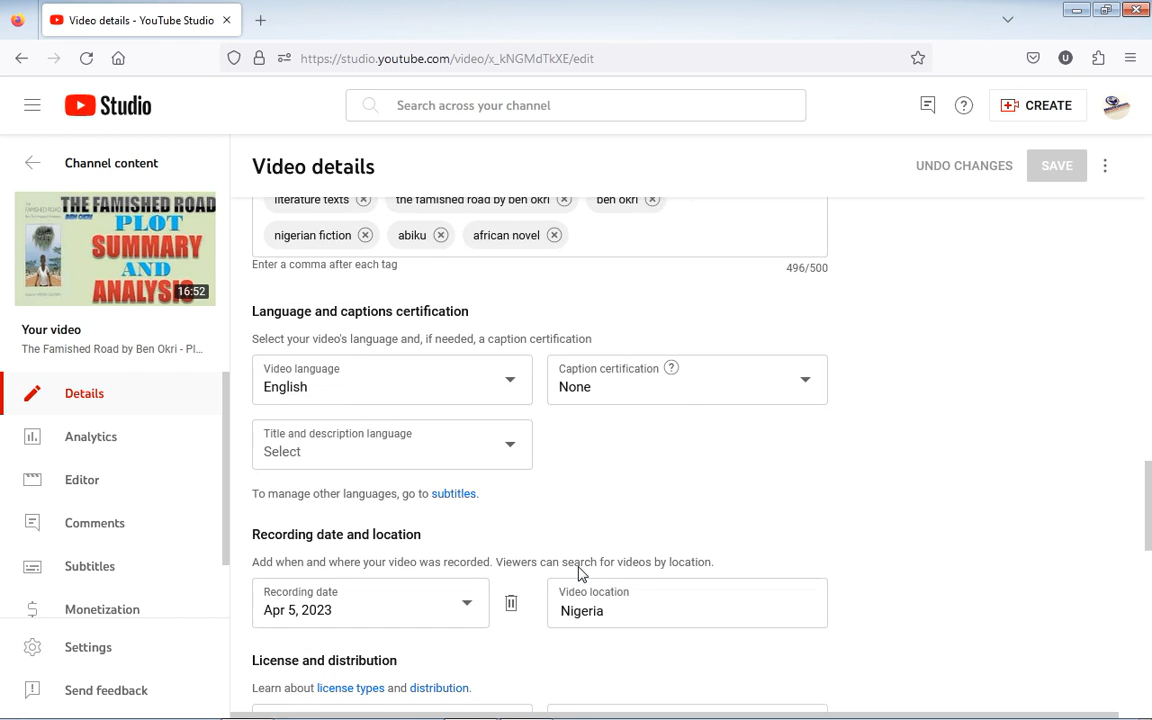 Video details - YouTube Studio
https://studio.youtube.com/video/x_kNGMdTkXE/edit
U
Studio
Search across your channel
CREATE
Channel content
Video details
UNDO CHANGES
SAVE
THE FAMISHED ROAD
BEN OKRI
PLOT
SUMMARY
AND
ANALYSIS
16:52
Your video
The Famished Road by Ben Okri - Pl...
Details
Analytics
Editor
Comments
Subtitles
Monetization
Settings
Send feedback
literature texts
the famished road by ben okri
ben okri
nigerian fiction
abiku
african novel
Enter a comma after each tag
496/500
Language and captions certification
Select your video's language and, if needed, a caption certification
Video language
English
Caption certification
None
Title and description language
Select
To manage other languages, go to subtitles.
Recording date and location
Add when and where your video was recorded. Viewers can search for videos by location.
Recording date
Apr 5, 2023
Video location
Nigeria
License and distribution
Learn about license types and distribution.